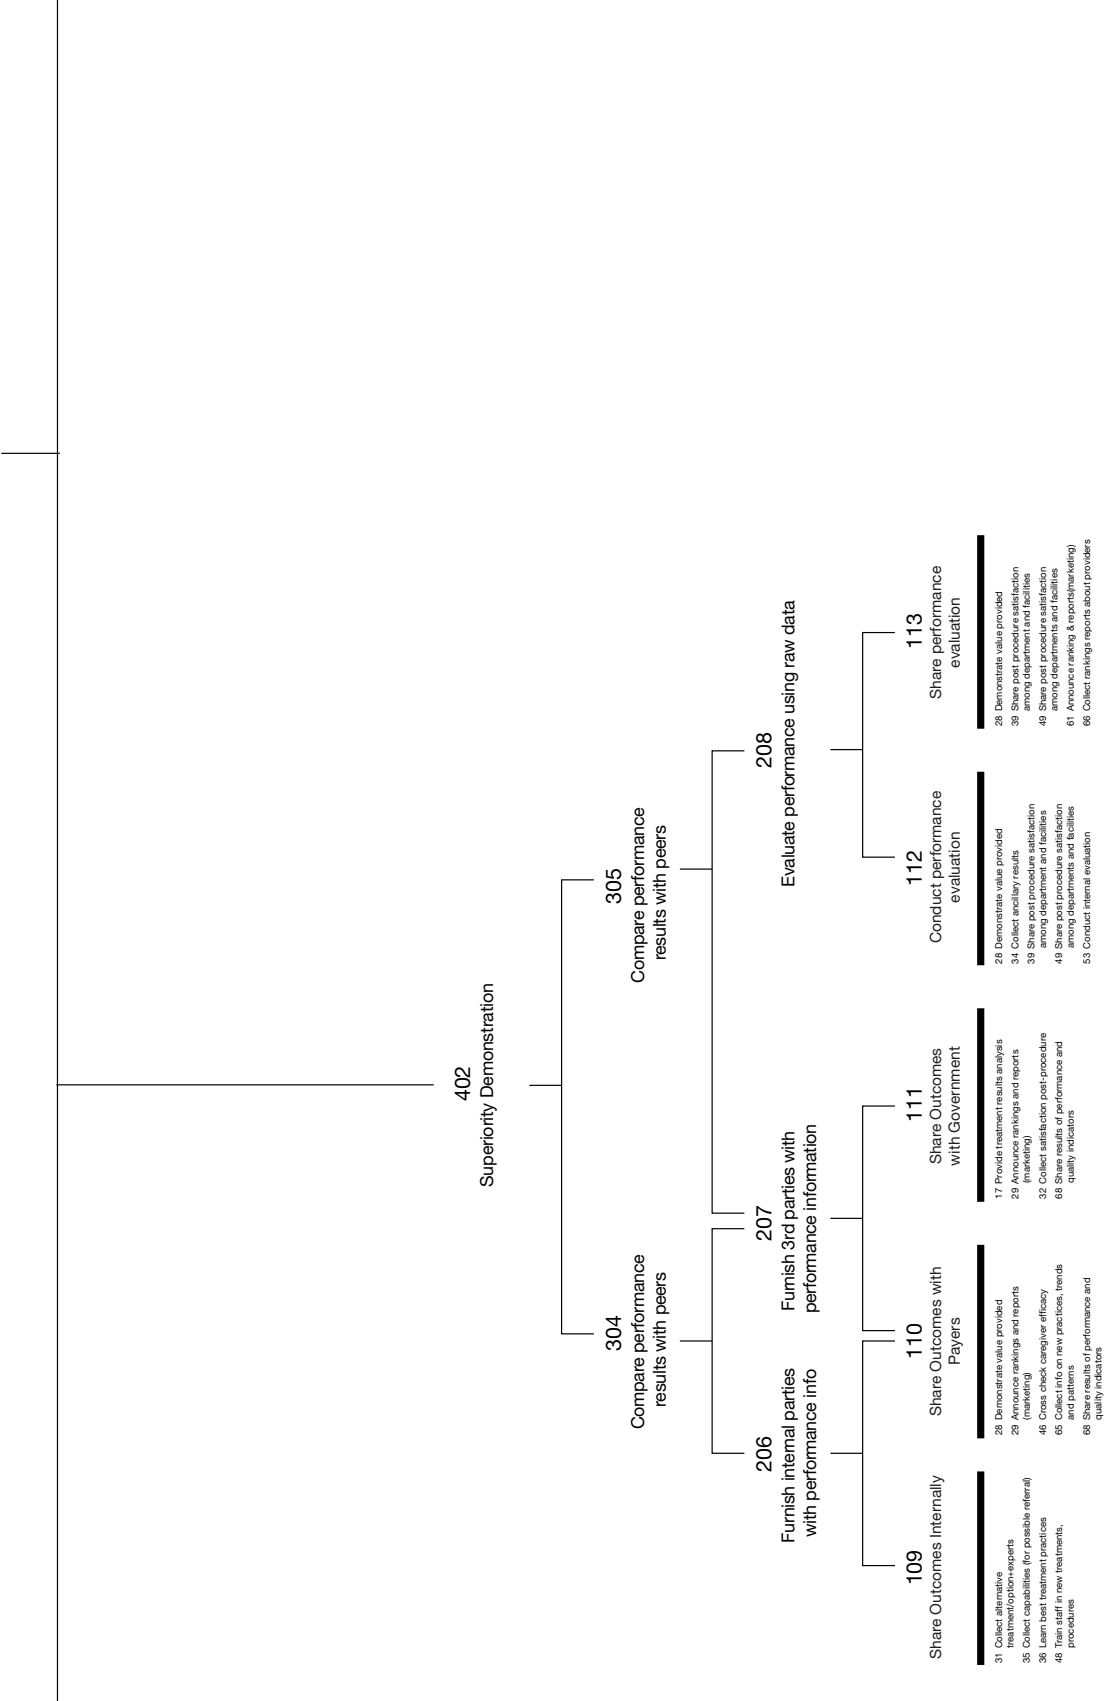 402
Superiority Demonstration
304
Compare performance
results with peers
305
Compare performance
results with peers
206
Furnish internal parties
with performance info
207
Furnish 3rd parties with
performance information
208
Evaluate performance using raw data
109
Share Outcomes Internally
31 Collect alternative
treatment/option+experts
35 Collect capabilities (for possible referral)
36 Learn best treatment practices
48 Train staff in new treatments,
procedures
110
Share Outcomes with
Payers
28 Demonstrate value provided
29 Announce rankings and reports
(marketing)
46 Cross check caregiver efficacy
65 Collect info on new practices, trends
and patterns
68 Share results of performance and
quality indicators
111
Share Outcomes
with Government
17 Provide treatment results analysis
29 Announce rankings and reports
(marketing)
32 Collect satisfaction post-procedure
68 Share results of performance and
quality indicators
112
Conduct performance
evaluation
28 Demonstrate value provided
34 Collect ancillary results
39 Share post procedure satisfaction
among department and facilities
49 Share post procedure satisfaction
among departments and facilities
53 Conduct internal evaluation
113
Share performance
evaluation
28 Demonstrate value provided
39 Share post procedure satisfaction
among department and facilities
49 Share post procedure satisfaction
among departments and facilities
61 Announce ranking & reports(marketing)
66 Collect rankings reports about providers